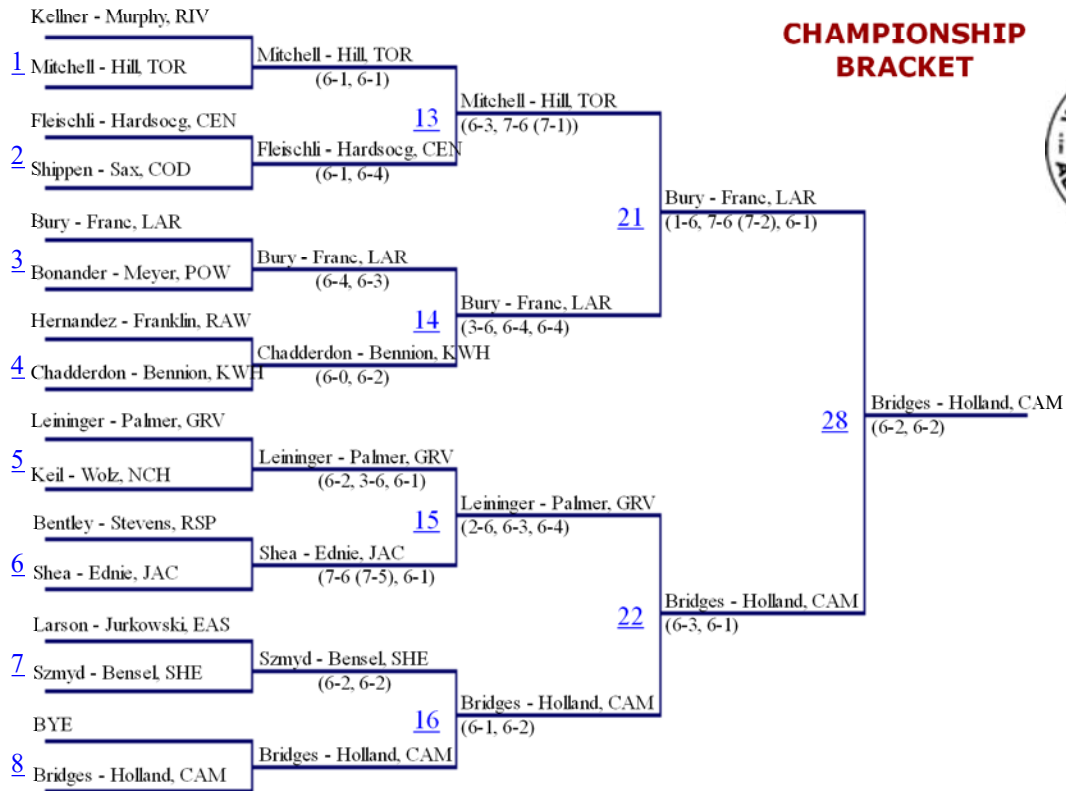 CHAMPIONSHIP
BRACKET
Kellner - Murphy, RIV
1
Mitchell - Hill, TOR
Mitchell - Hill, TOR
(6-1, 6-1)
13
Mitchell - Hill, TOR
(6-3, 7-6 (7-1))
Fleischli - Hardsocg, CEN
2
Shippen - Sax, COD
Fleischli - Hardsocg, CEN
(6-1, 6-4)
21
Bury - Franc, LAR
(1-6, 7-6 (7-2), 6-1)
Bury - Franc, LAR
3
Bonander - Meyer, POW
Bury - Franc, LAR
(6-4, 6-3)
14
Bury - Franc, LAR
(3-6, 6-4, 6-4)
Hernandez - Franklin, RAW
4
Chadderdon - Bennion, KWH
Chadderdon - Bennion, KWH
(6-0, 6-2)
28
Bridges - Holland, CAM
(6-2, 6-2)
Leininger - Palmer, GRV
5
Keil - Wolz, NCH
Leininger - Palmer, GRV
(6-2, 3-6, 6-1)
15
Leininger - Palmer, GRV
(2-6, 6-3, 6-4)
Bentley - Stevens, RSP
6
Shea - Ednie, JAC
Shea - Ednie, JAC
(7-6 (7-5), 6-1)
22
Bridges - Holland, CAM
(6-3, 6-1)
Larson - Jurkowski, EAS
7
Szmyd - Bensel, SHE
Szmyd - Bensel, SHE
(6-2, 6-2)
16
Bridges - Holland, CAM
(6-1, 6-2)
BYE
8
Bridges - Holland, CAM
Bridges - Holland, CAM